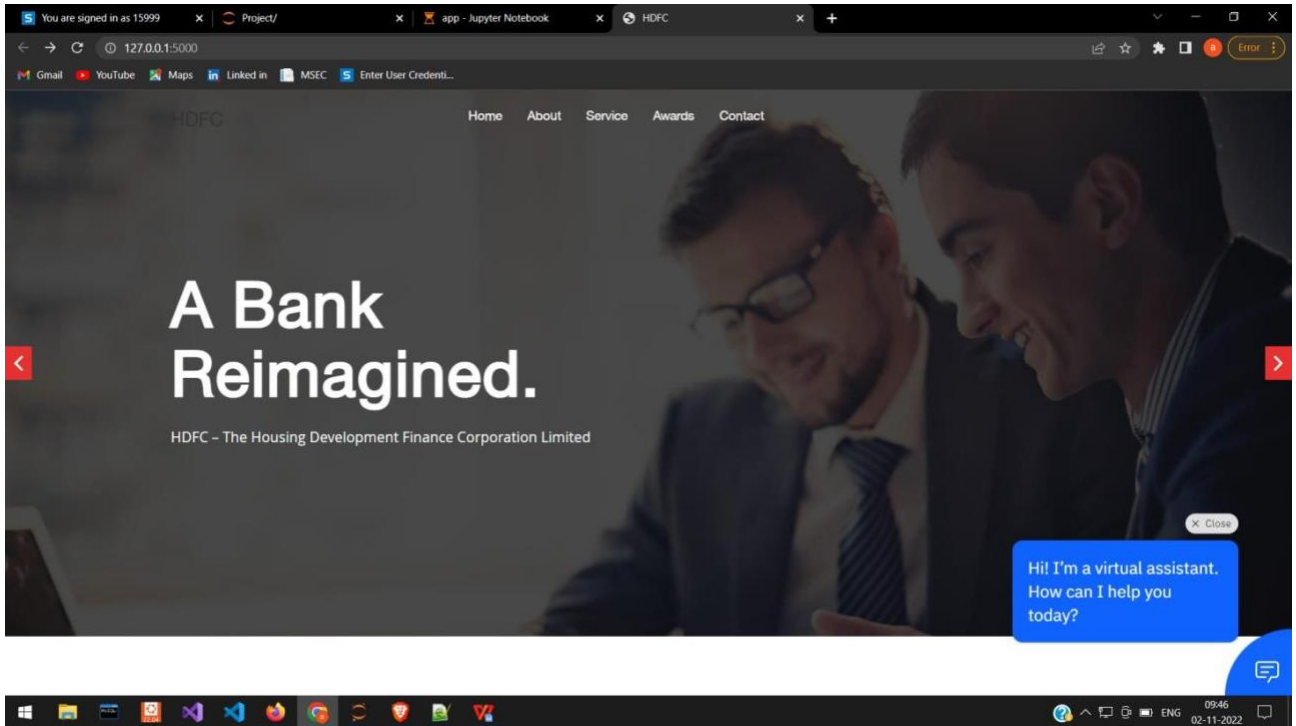 You are signed in as 15999
Project/
app - Jupyter Notebook
HDFC
127.0.0.1:5000
Error
Gmail
YouTube
Maps
Linked in
MSEC
Enter User Credenti...
HDFC
Home
About
Service
Awards
Contact
A Bank
Reimagined.
HDFC – The Housing Development Finance Corporation Limited
Close
Hi! I'm a virtual assistant.
How can I help you
today?
ENG
09:46
02-11-2022